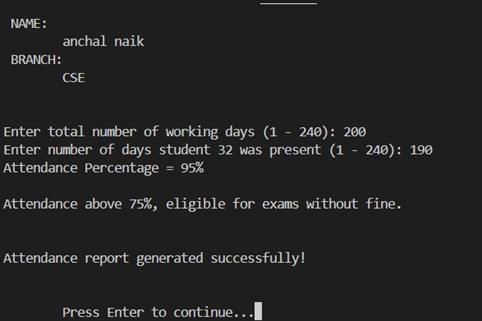 NAME:
anchal naik
BRANCH:
CSE
Enter total number of working days (1 - 240): 200
Enter number of days student 32 was present (1 - 240): 190
Attendance Percentage = 95%
Attendance above 75%, eligible for exams without fine.
Attendance report generated successfully!
Press Enter to continue...